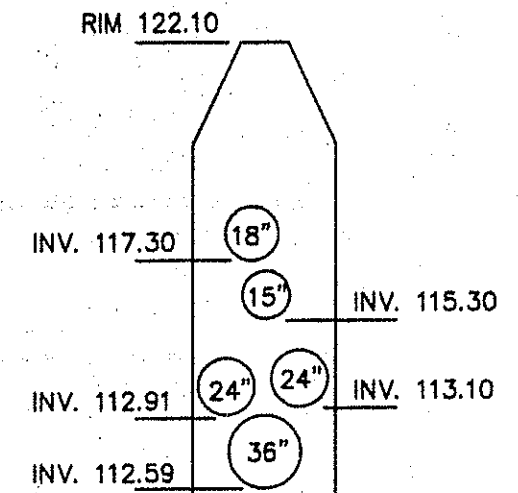 RIM 122.10
18"
INV. 117.30
15"
INV. 115.30
24"
24"
INV. 112.91
INV. 113.10
36"
INV. 112.59